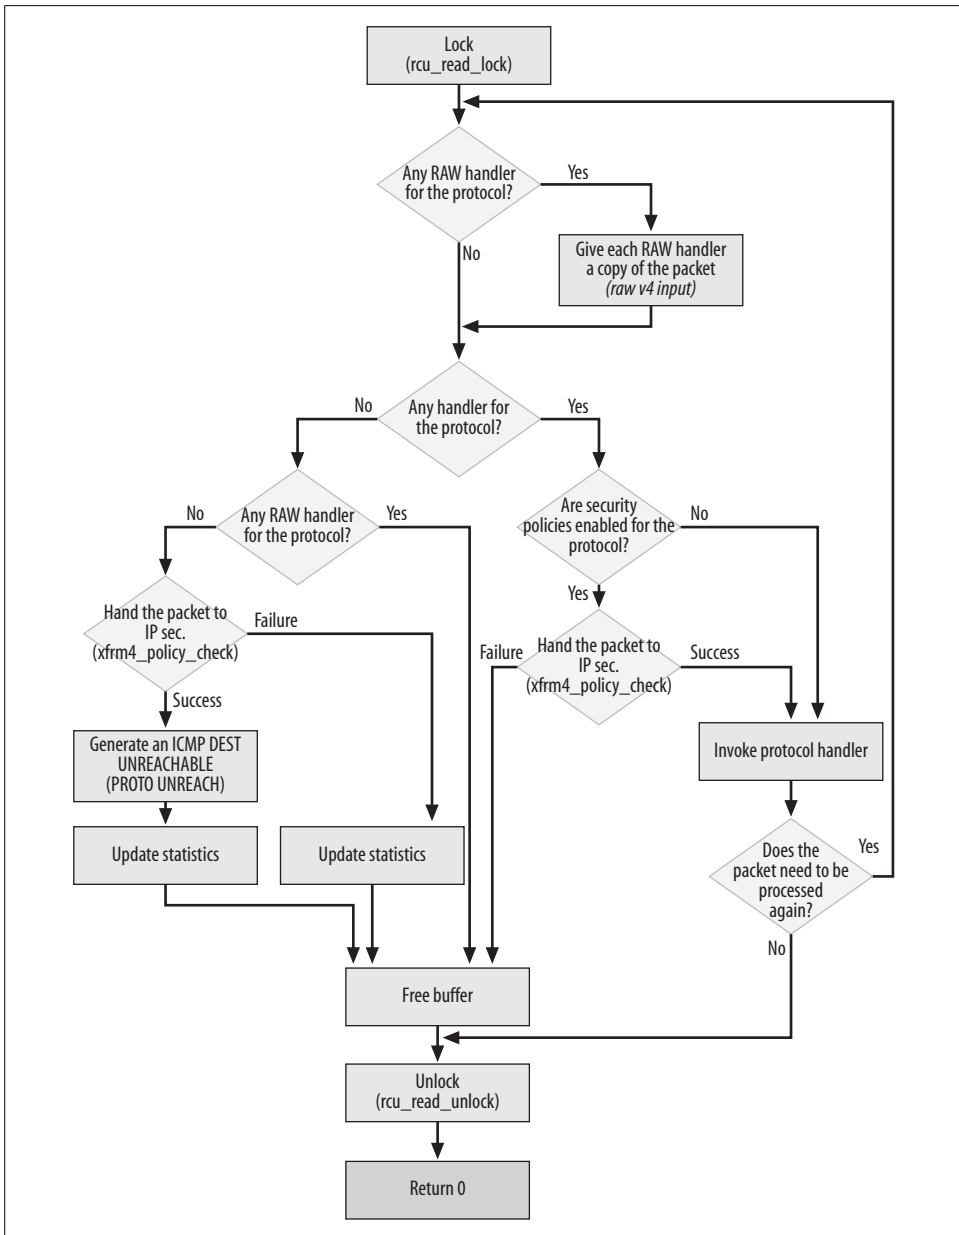 Lock
(rcu_read_lock)
Any RAW handler
for the protocol?
Yes
No
Give each RAW handler
a copy of the packet
(raw v4 input)
No
Any handler for
the protocol?
Yes
No
Any RAW handler
for the protocol?
Yes
Are security
policies enabled for the
protocol?
No
Yes
Hand the packet to
IP sec.
(xfrm4_policy_check)
Failure
Success
Failure
Hand the packet to
IP sec.
(xfrm4_policy_check)
Success
Generate an ICMP DEST
UNREACHABLE
(PROTO UNREACH)
Invoke protocol handler
Update statistics
Update statistics
Does the
packet need to be
processed
again?
Yes
No
Free buffer
Unlock
(rcu_read_unlock)
Return 0